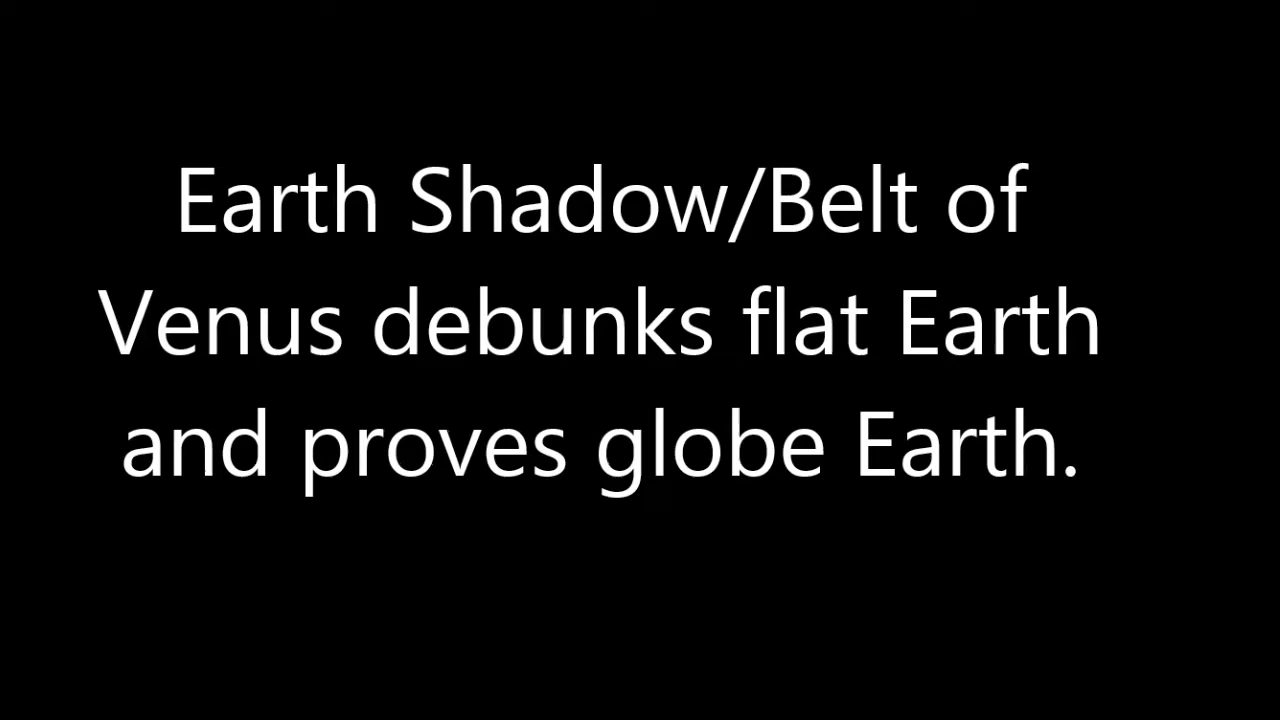 Earth Shadow/Belt of
Venus debunks flat Earth
and proves globe Earth.